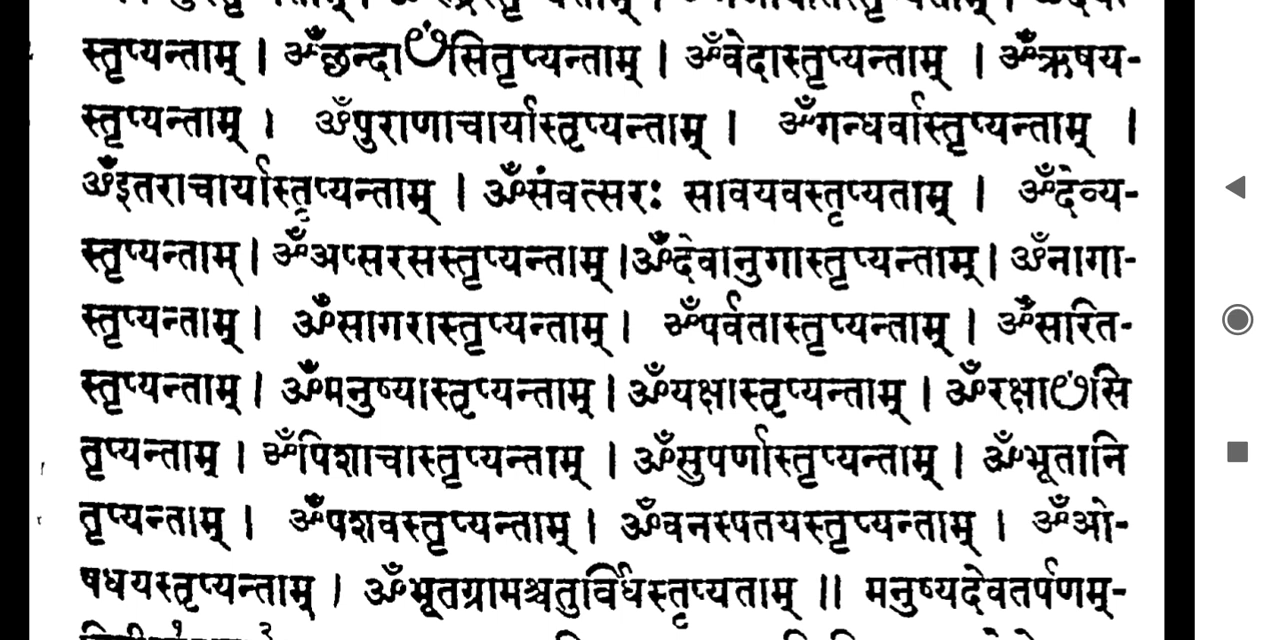 स्तृप्यन्ताम् । ॐछन्दाꣳसितृप्यन्ताम् । ॐवेदास्तृप्यन्ताम् । ॐऋषय-
स्तृप्यन्ताम् । ॐपुराणाचार्यास्तृप्यन्ताम् । ॐगन्धर्वास्तृप्यन्ताम् ।
ॐइतराचार्यास्तृप्यन्ताम् । ॐसंवत्सरः सावयवस्तृप्यताम् । ॐदेव्य-
स्तृप्यन्ताम् । ॐअप्सरसस्तृप्यन्ताम् ।ॐदेवानुगास्तृप्यन्ताम् । ॐनागा-
स्तृप्यन्ताम् । ॐसागरास्तृप्यन्ताम् । ॐपर्वतास्तृप्यन्ताम् । ॐसारित-
स्तृप्यन्ताम् । ॐमनुष्यास्तृप्यन्ताम् । ॐयक्षास्तृप्यन्ताम् । ॐरक्षाꣳसि
तृप्यन्ताम् । ॐपिशाचास्तृप्यन्ताम् । ॐसुपर्णास्तृप्यन्ताम् । ॐभूतानि
तृप्यन्ताम् । ॐपशवस्तृप्यन्ताम् । ॐवनस्पतयस्तृप्यन्ताम् । ॐओ-
षधयस्तृप्यन्ताम् । ॐभूतग्रामश्चतुर्विधस्तृप्यताम् ॥ मनुष्यदेवतर्पणम्-